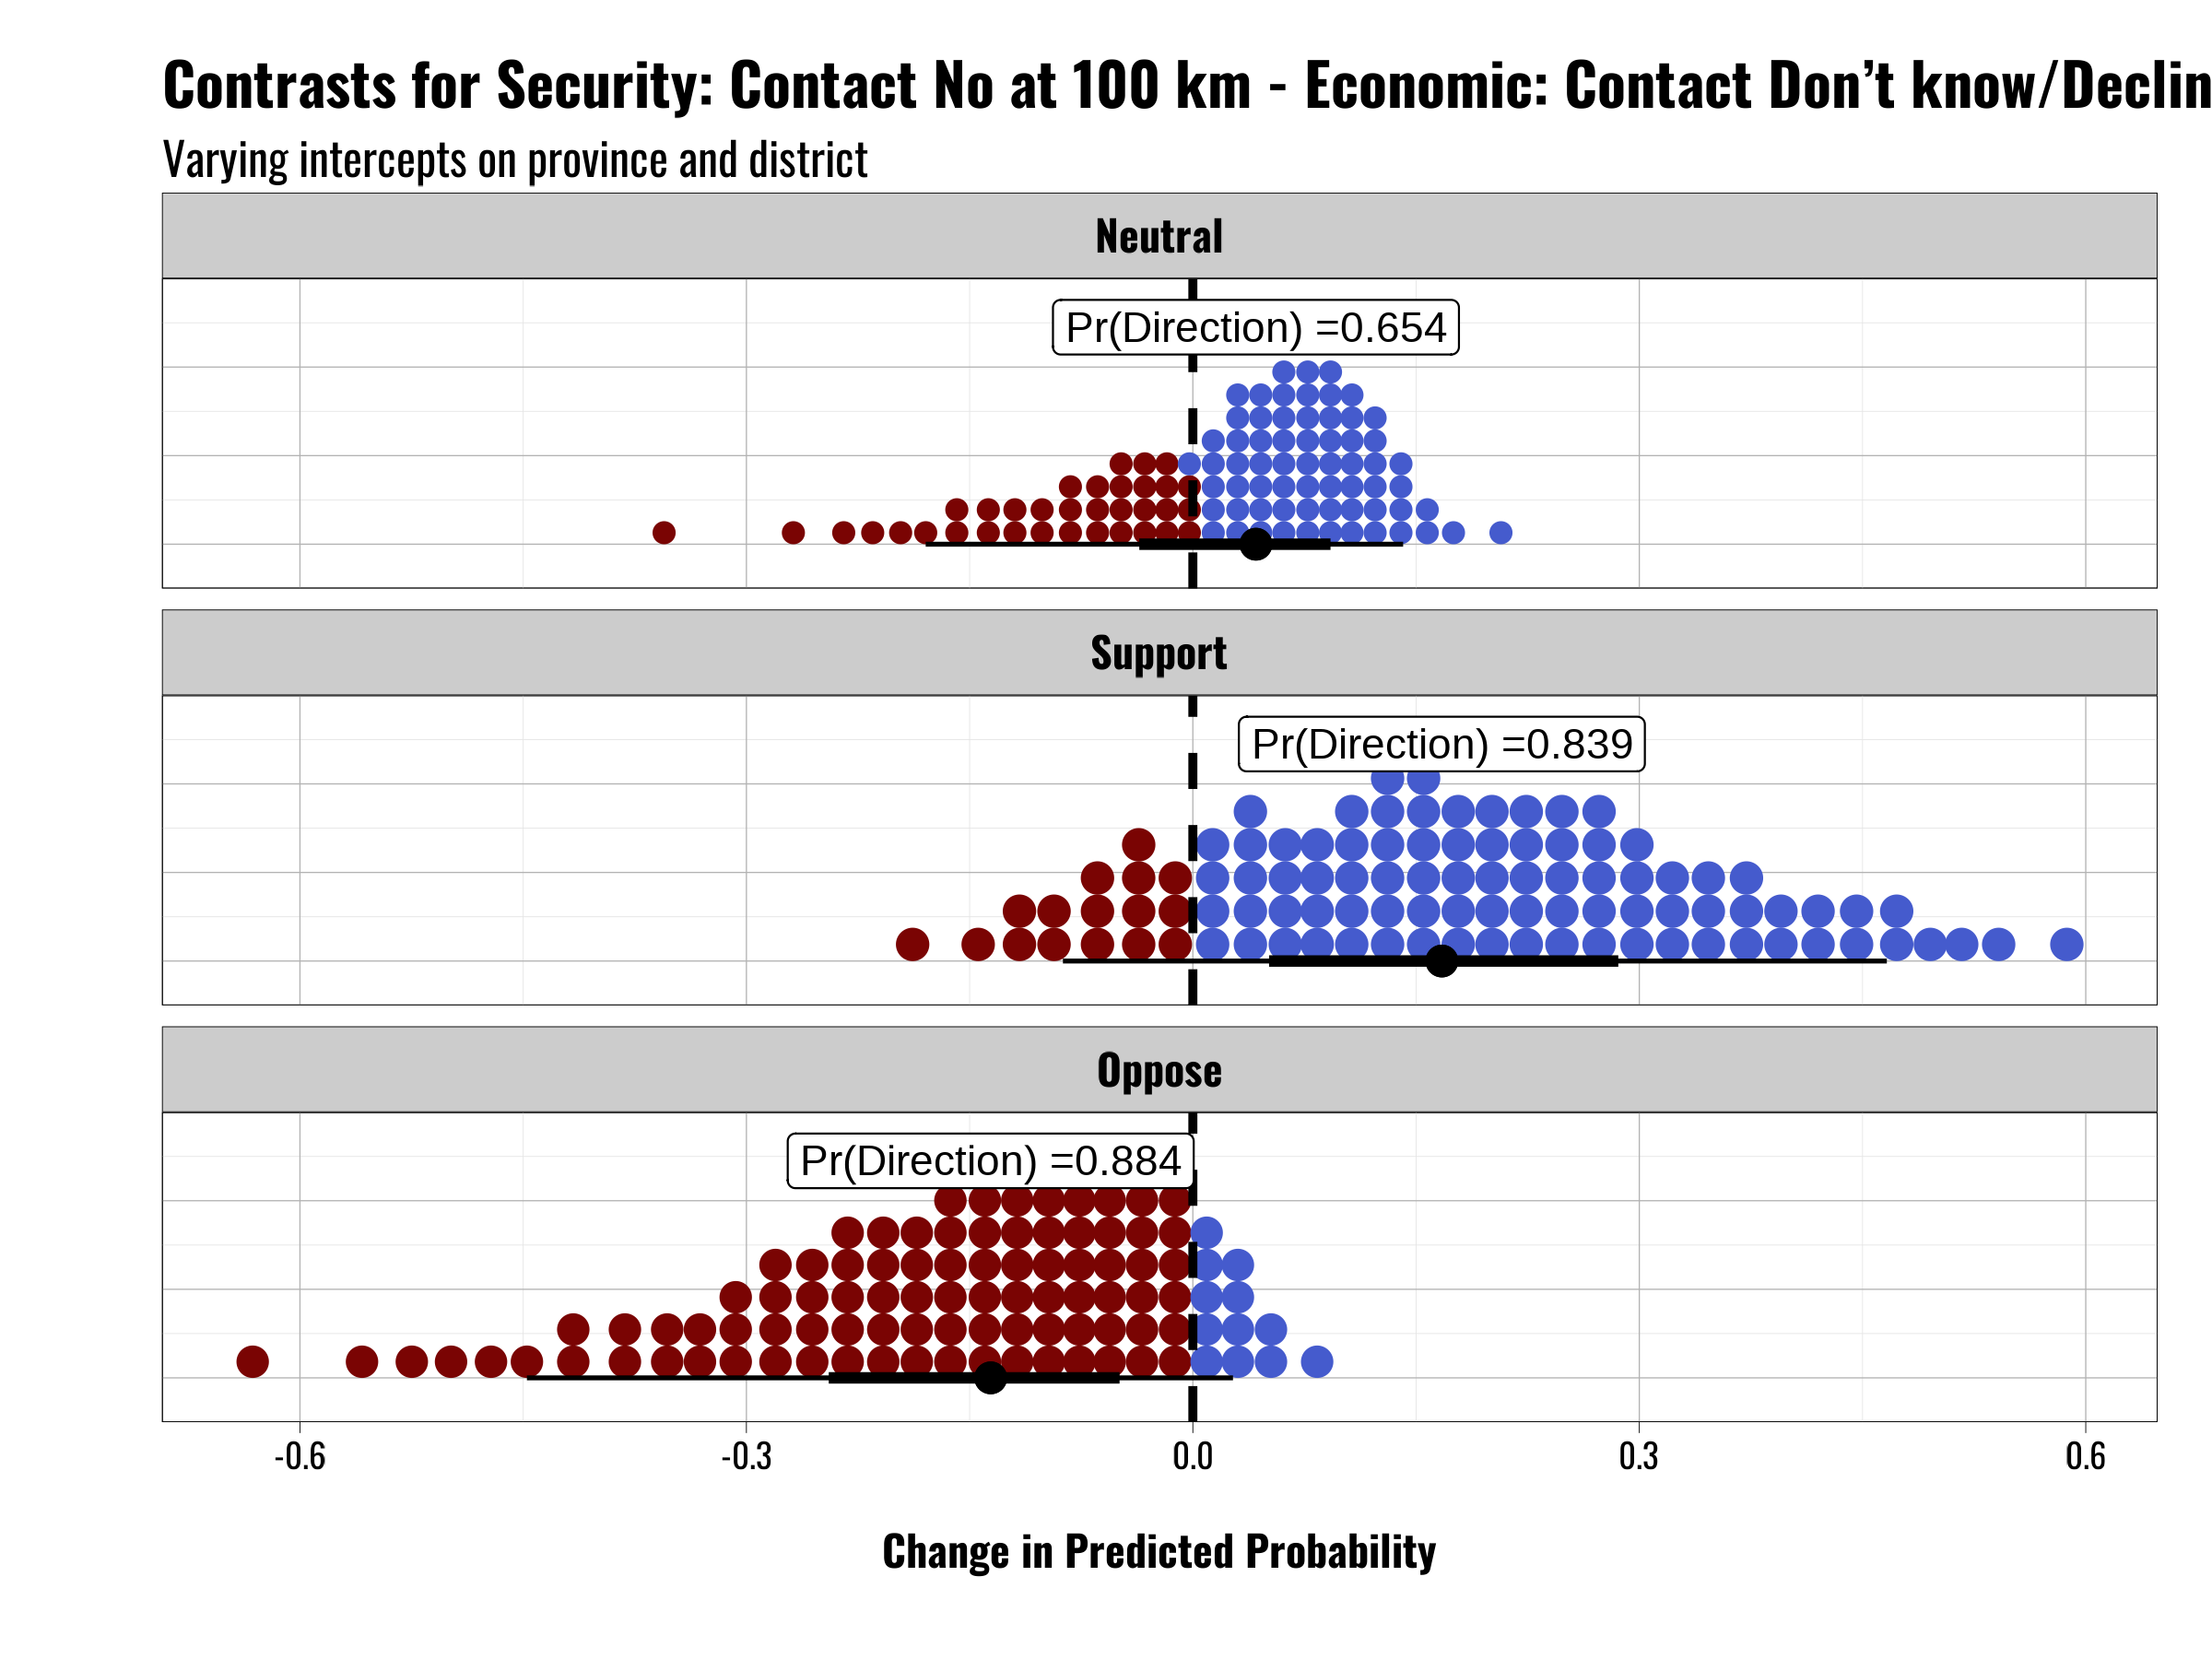 Contrasts for Security: Contact No at 100 km - Economic: Contact Don’t know/Declin
Varying intercepts on province and district
Neutral
Pr(Direction) =0.654
Support
Pr(Direction) =0.839
Oppose
Pr(Direction) =0.884
-0.6 -0.3 0.0 0.3 0.6
Change in Predicted Probability